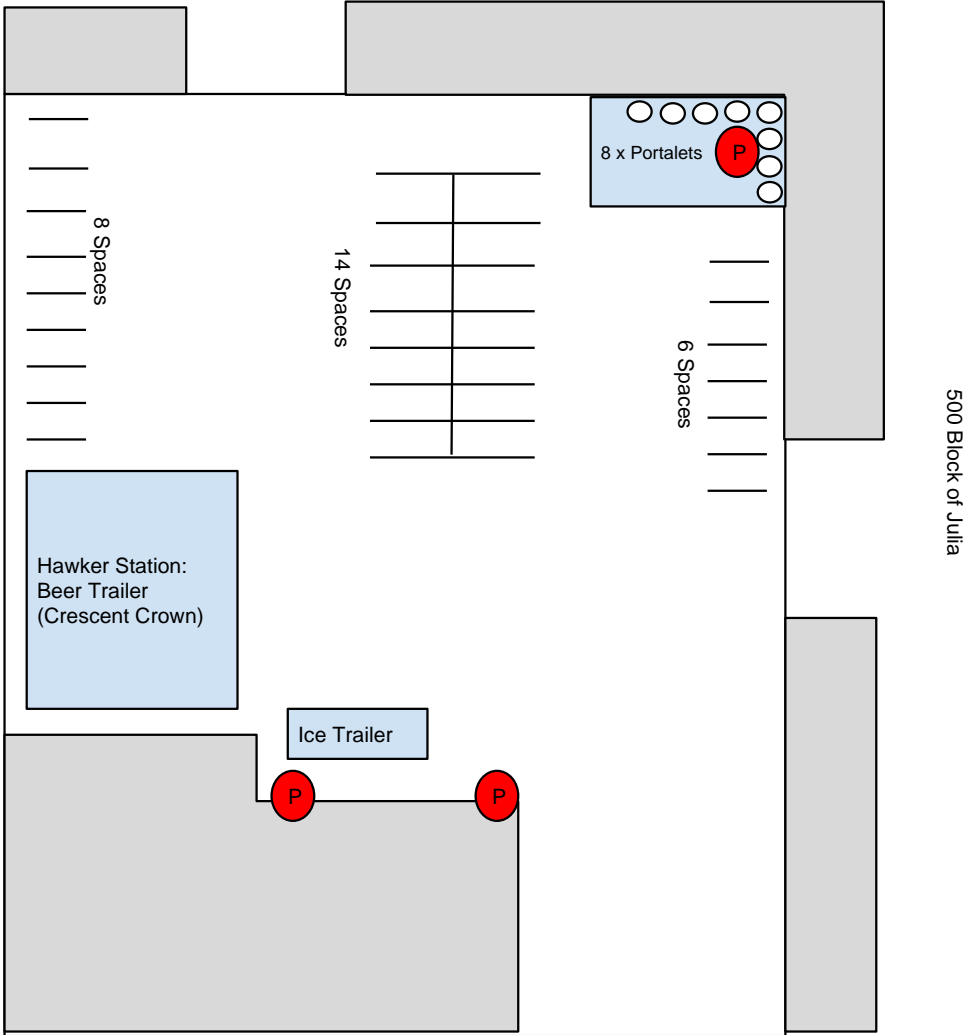 8 x Portalets
P
8 Spaces
14 Spaces
6 Spaces
500 Block of Julia
Hawker Station:
Beer Trailer
(Crescent Crown)
Ice Trailer
P
P